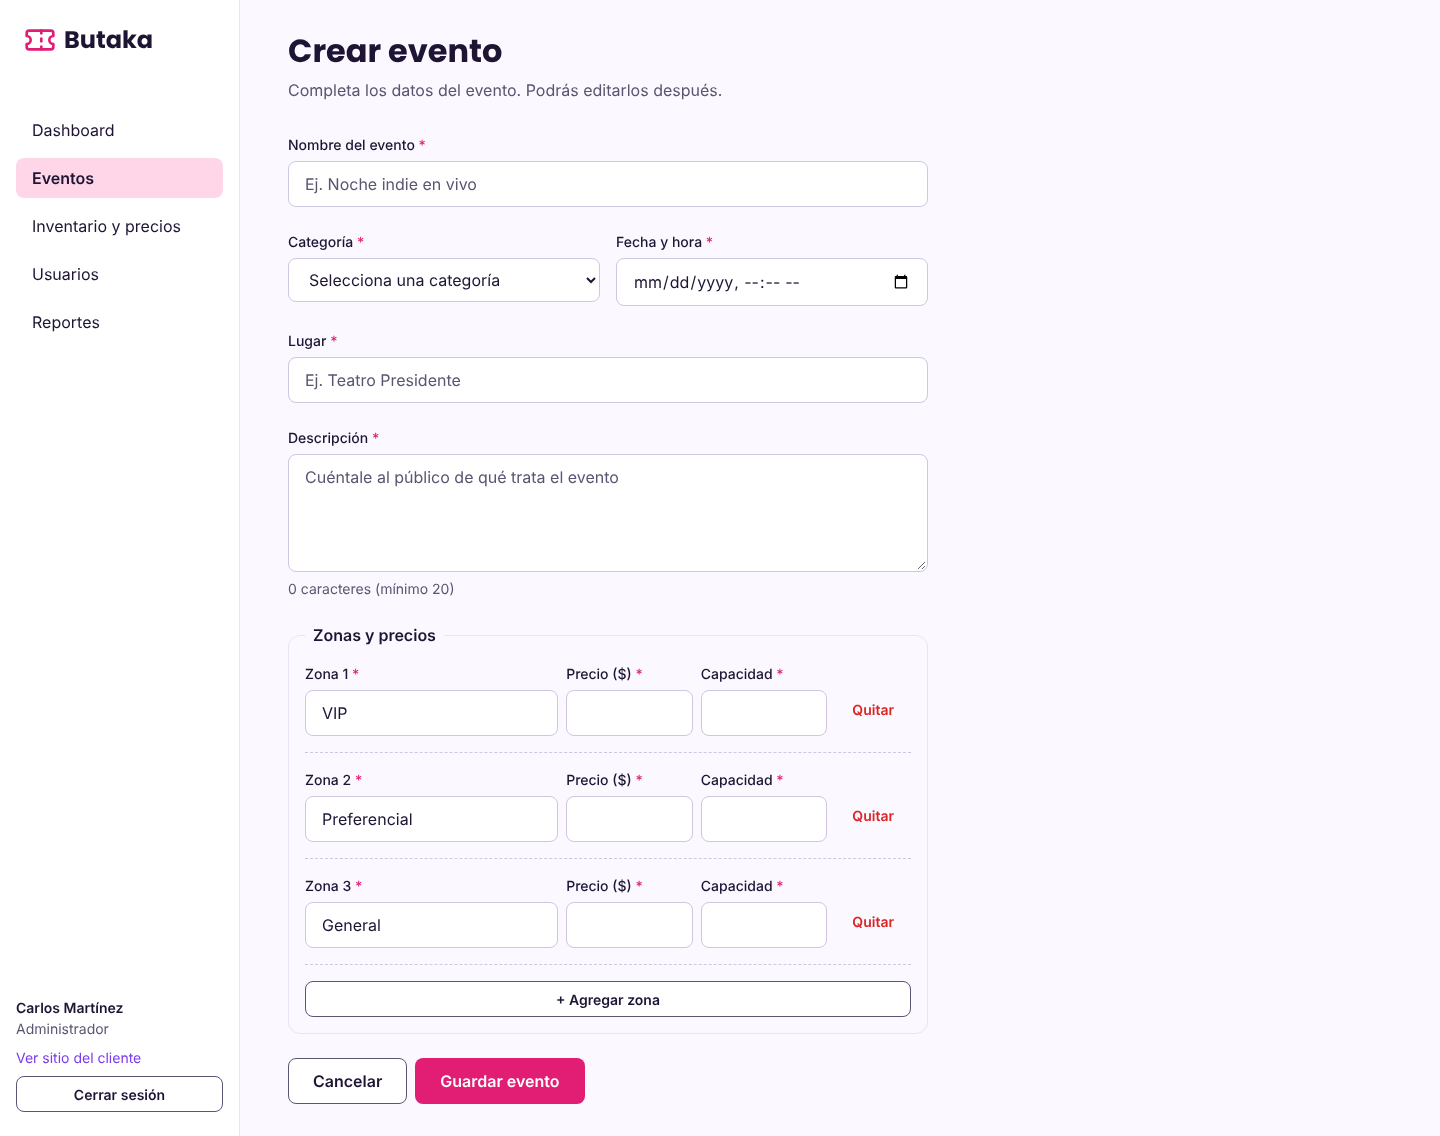 Butaka
Dashboard
Eventos
Inventario y precios
Usuarios
Reportes
Carlos Martínez
Administrador
Ver sitio del cliente
Cerrar sesión
Crear evento
Completa los datos del evento. Podrás editarlos después.
Nombre del evento *
Ej. Noche indie en vivo
Categoría * Fecha y hora *
Selecciona una categoría mm/dd/yyyy, --:-- --
Lugar *
Ej. Teatro Presidente
Descripción *
Cuéntale al público de qué trata el evento
0 caracteres (mínimo 20)
Zonas y precios
Zona 1 * Precio ($) * Capacidad *
VIP Quitar
Zona 2 * Precio ($) * Capacidad *
Preferencial Quitar
Zona 3 * Precio ($) * Capacidad *
General Quitar
+ Agregar zona
Cancelar Guardar evento